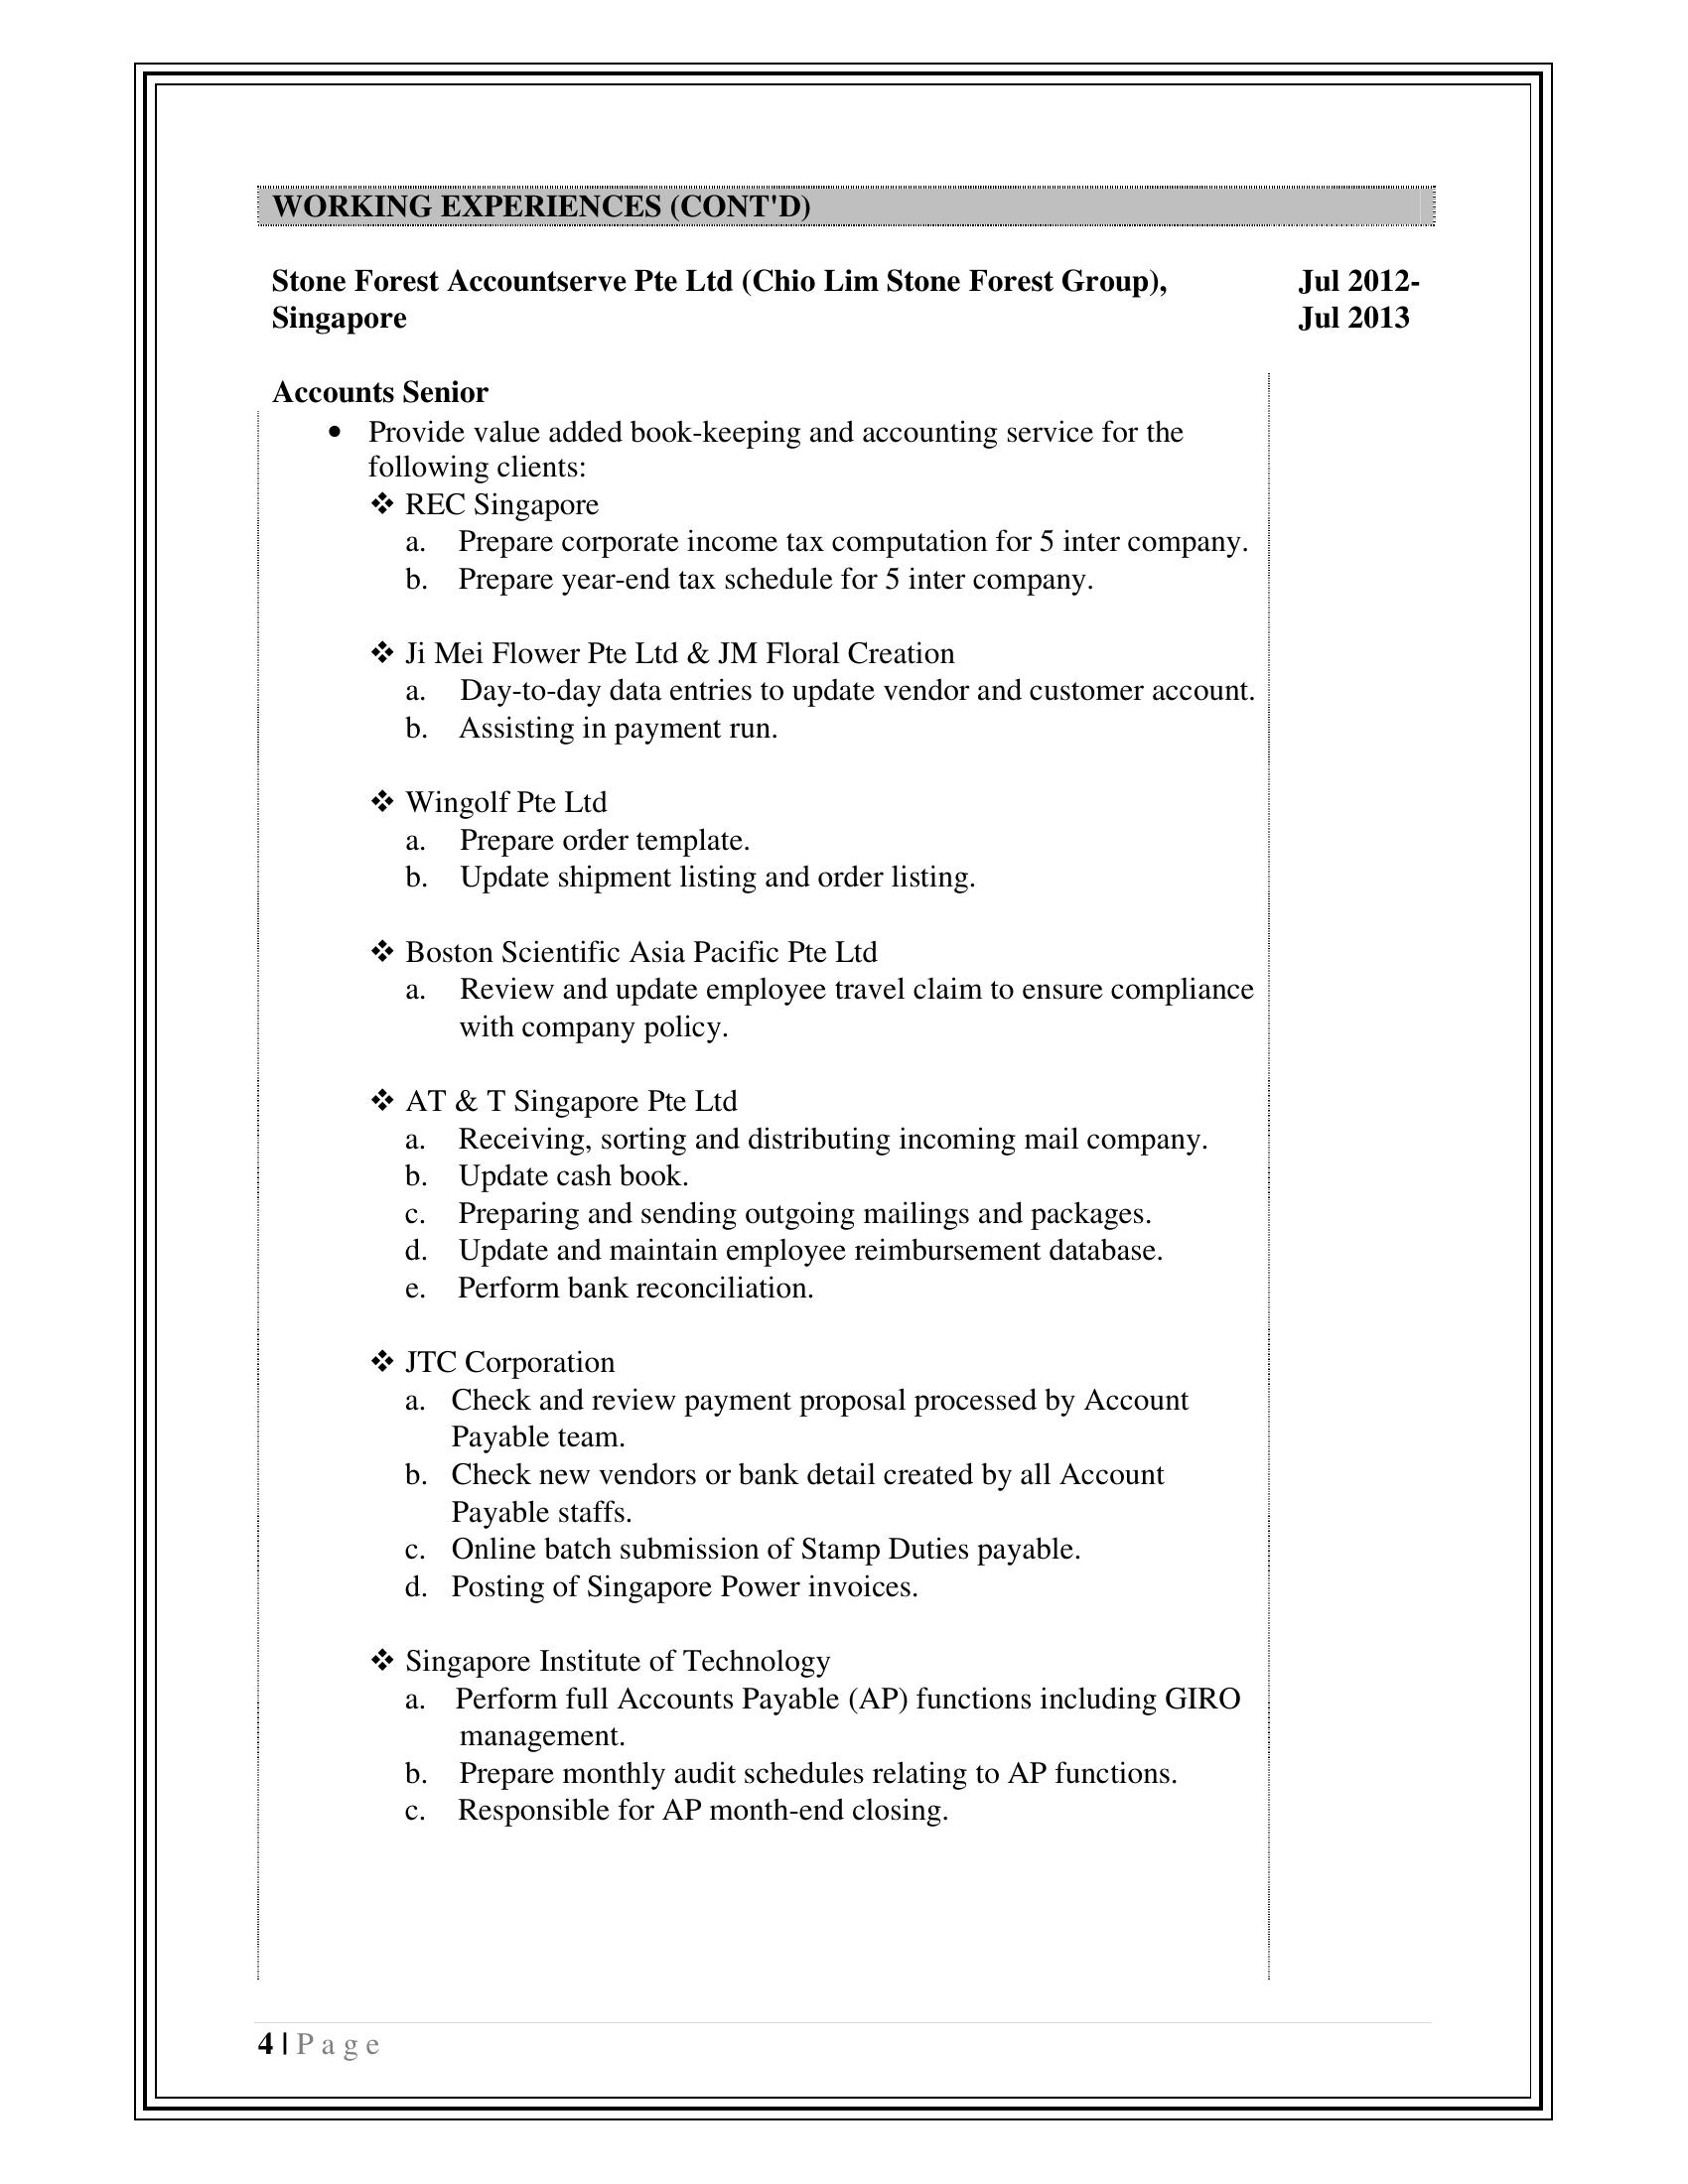 WORKING EXPERIENCES (CONT'D)
Stone Forest Accountserve Pte Ltd (Chio Lim Stone Forest Group), Jul 2012-
Singapore Jul 2013
Accounts Senior
• Provide value added book-keeping and accounting service for the
following clients:
❖ REC Singapore
a. Prepare corporate income tax computation for 5 inter company.
b. Prepare year-end tax schedule for 5 inter company.
❖ Ji Mei Flower Pte Ltd & JM Floral Creation
a. Day-to-day data entries to update vendor and customer account.
b. Assisting in payment run.
❖ Wingolf Pte Ltd
a. Prepare order template.
b. Update shipment listing and order listing.
❖ Boston Scientific Asia Pacific Pte Ltd
a. Review and update employee travel claim to ensure compliance
with company policy.
❖ AT & T Singapore Pte Ltd
a. Receiving, sorting and distributing incoming mail company.
b. Update cash book.
c. Preparing and sending outgoing mailings and packages.
d. Update and maintain employee reimbursement database.
e. Perform bank reconciliation.
❖ JTC Corporation
a. Check and review payment proposal processed by Account
Payable team.
b. Check new vendors or bank detail created by all Account
Payable staffs.
c. Online batch submission of Stamp Duties payable.
d. Posting of Singapore Power invoices.
❖ Singapore Institute of Technology
a. Perform full Accounts Payable (AP) functions including GIRO
management.
b. Prepare monthly audit schedules relating to AP functions.
c. Responsible for AP month-end closing.
4 | P a g e